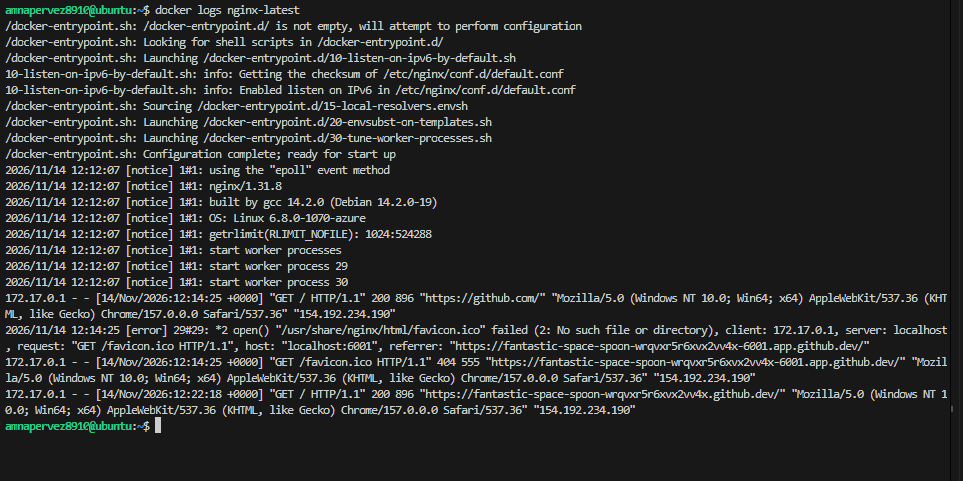 amnapervez8910@ubuntu:~$ docker logs nginx-latest
/docker-entrypoint.sh: /docker-entrypoint.d/ is not empty, will attempt to perform configuration
/docker-entrypoint.sh: Looking for shell scripts in /docker-entrypoint.d/
/docker-entrypoint.sh: Launching /docker-entrypoint.d/10-listen-on-ipv6-by-default.sh
10-listen-on-ipv6-by-default.sh: info: Getting the checksum of /etc/nginx/conf.d/default.conf
10-listen-on-ipv6-by-default.sh: info: Enabled listen on IPv6 in /etc/nginx/conf.d/default.conf
/docker-entrypoint.sh: Sourcing /docker-entrypoint.d/15-local-resolvers.envsh
/docker-entrypoint.sh: Launching /docker-entrypoint.d/20-envsubst-on-templates.sh
/docker-entrypoint.sh: Launching /docker-entrypoint.d/30-tune-worker-processes.sh
/docker-entrypoint.sh: Configuration complete; ready for start up
2026/11/14 12:12:07 [notice] 1#1: using the "epoll" event method
2026/11/14 12:12:07 [notice] 1#1: nginx/1.31.8
2026/11/14 12:12:07 [notice] 1#1: built by gcc 14.2.0 (Debian 14.2.0-19)
2026/11/14 12:12:07 [notice] 1#1: OS: Linux 6.8.0-1070-azure
2026/11/14 12:12:07 [notice] 1#1: getrlimit(RLIMIT_NOFILE): 1024:524288
2026/11/14 12:12:07 [notice] 1#1: start worker processes
2026/11/14 12:12:07 [notice] 1#1: start worker process 29
2026/11/14 12:12:07 [notice] 1#1: start worker process 30
172.17.0.1 - - [14/Nov/2026:12:14:25 +0000] "GET / HTTP/1.1" 200 896 "https://github.com/" "Mozilla/5.0 (Windows NT 10.0; Win64; x64) AppleWebKit/537.36 (KHT
ML, like Gecko) Chrome/157.0.0.0 Safari/537.36" "154.192.234.190"
2026/11/14 12:14:25 [error] 29#29: *2 open() "/usr/share/nginx/html/favicon.ico" failed (2: No such file or directory), client: 172.17.0.1, server: localhost
, request: "GET /favicon.ico HTTP/1.1", host: "localhost:6001", referrer: "https://fantastic-space-spoon-wrqvxr5r6xvx2vv4x-6001.app.github.dev/"
172.17.0.1 - - [14/Nov/2026:12:14:25 +0000] "GET /favicon.ico HTTP/1.1" 404 555 "https://fantastic-space-spoon-wrqvxr5r6xvx2vv4x-6001.app.github.dev/" "Mozil
la/5.0 (Windows NT 10.0; Win64; x64) AppleWebKit/537.36 (KHTML, like Gecko) Chrome/157.0.0.0 Safari/537.36" "154.192.234.190"
172.17.0.1 - - [14/Nov/2026:12:22:18 +0000] "GET / HTTP/1.1" 200 896 "https://fantastic-space-spoon-wrqvxr5r6xvx2vv4x.github.dev/" "Mozilla/5.0 (Windows NT 1
0.0; Win64; x64) AppleWebKit/537.36 (KHTML, like Gecko) Chrome/157.0.0.0 Safari/537.36" "154.192.234.190"
amnapervez8910@ubuntu:~$